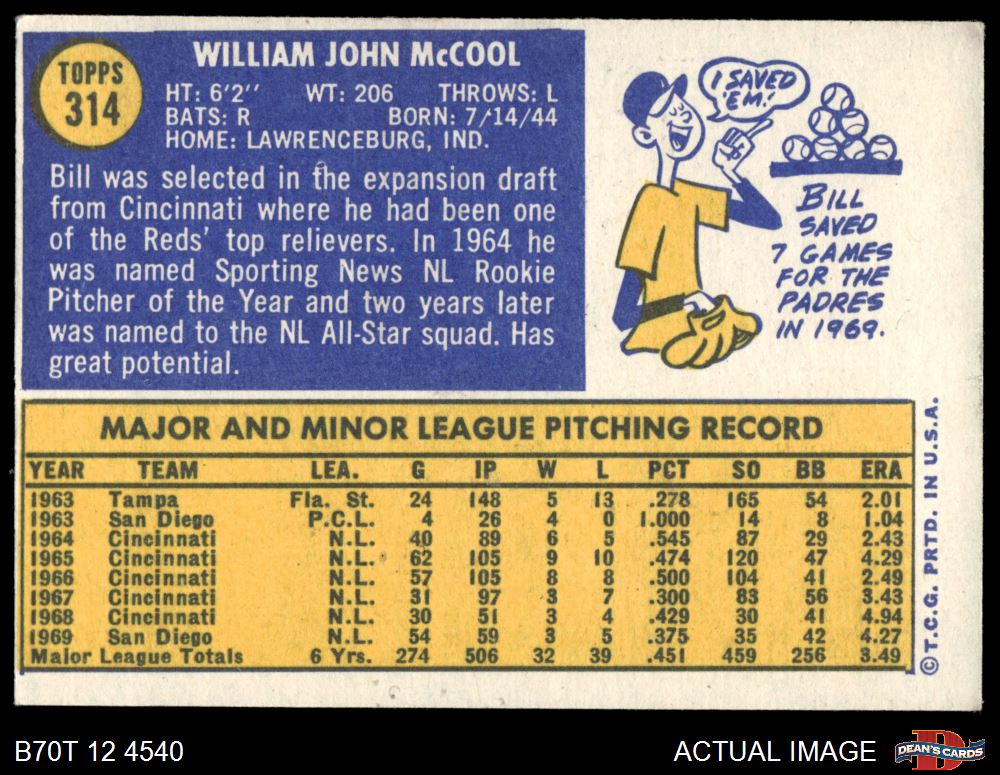 TOPPS
314
WILLIAM JOHN McCOOL
HT: 6'2'' WT: 206 THROWS: L
BATS: R BORN: 7/14/44
HOME: LAWRENCEBURG, IND.
Bill was selected in the expansion draft
from Cincinnati where he had been one
of the Reds' top relievers. In 1964 he
was named Sporting News NL Rookie
Pitcher of the Year and two years later
was named to the NL All-Star squad. Has
great potential.
I SAVED
'EM!
BILL
SAVED
7 GAMES
FOR THE
PADRES
IN 1969.
MAJOR AND MINOR LEAGUE PITCHING RECORD
YEAR TEAM LEA. G IP W L PCT SO BB ERA
1963 Tampa Fla. St. 24 148 5 13 .278 165 54 2.01
1963 San Diego P.C.L. 4 26 4 0 1.000 14 8 1.04
1964 Cincinnati N.L. 40 89 6 5 .545 87 29 2.43
1965 Cincinnati N.L. 62 105 9 10 .474 120 47 4.29
1966 Cincinnati N.L. 57 105 8 8 .500 104 41 2.49
1967 Cincinnati N.L. 31 97 3 7 .300 83 56 3.43
1968 Cincinnati N.L. 30 51 3 4 .429 30 41 4.94
1969 San Diego N.L. 54 59 3 5 .375 35 42 4.27
Major League Totals 6 Yrs. 274 506 32 39 .451 459 256 3.49
©T.C.G. PRTD. IN U.S.A.
B70T 12 4540
ACTUAL IMAGE
DEAN'S CARDS